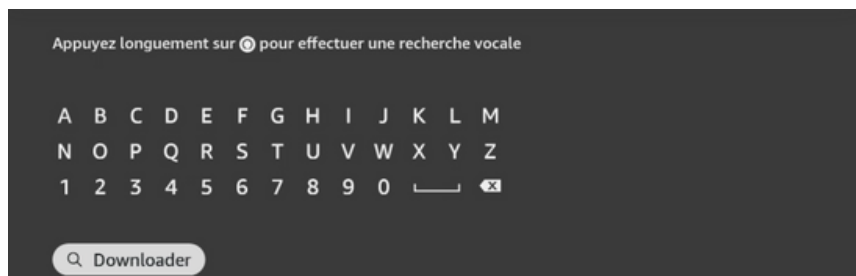 Appuyez longuement sur pour effectuer une recherche vocale
A B C D E F G H I J K L M
N O P Q R S T U V W X Y Z
1 2 3 4 5 6 7 8 9 0
Downloader